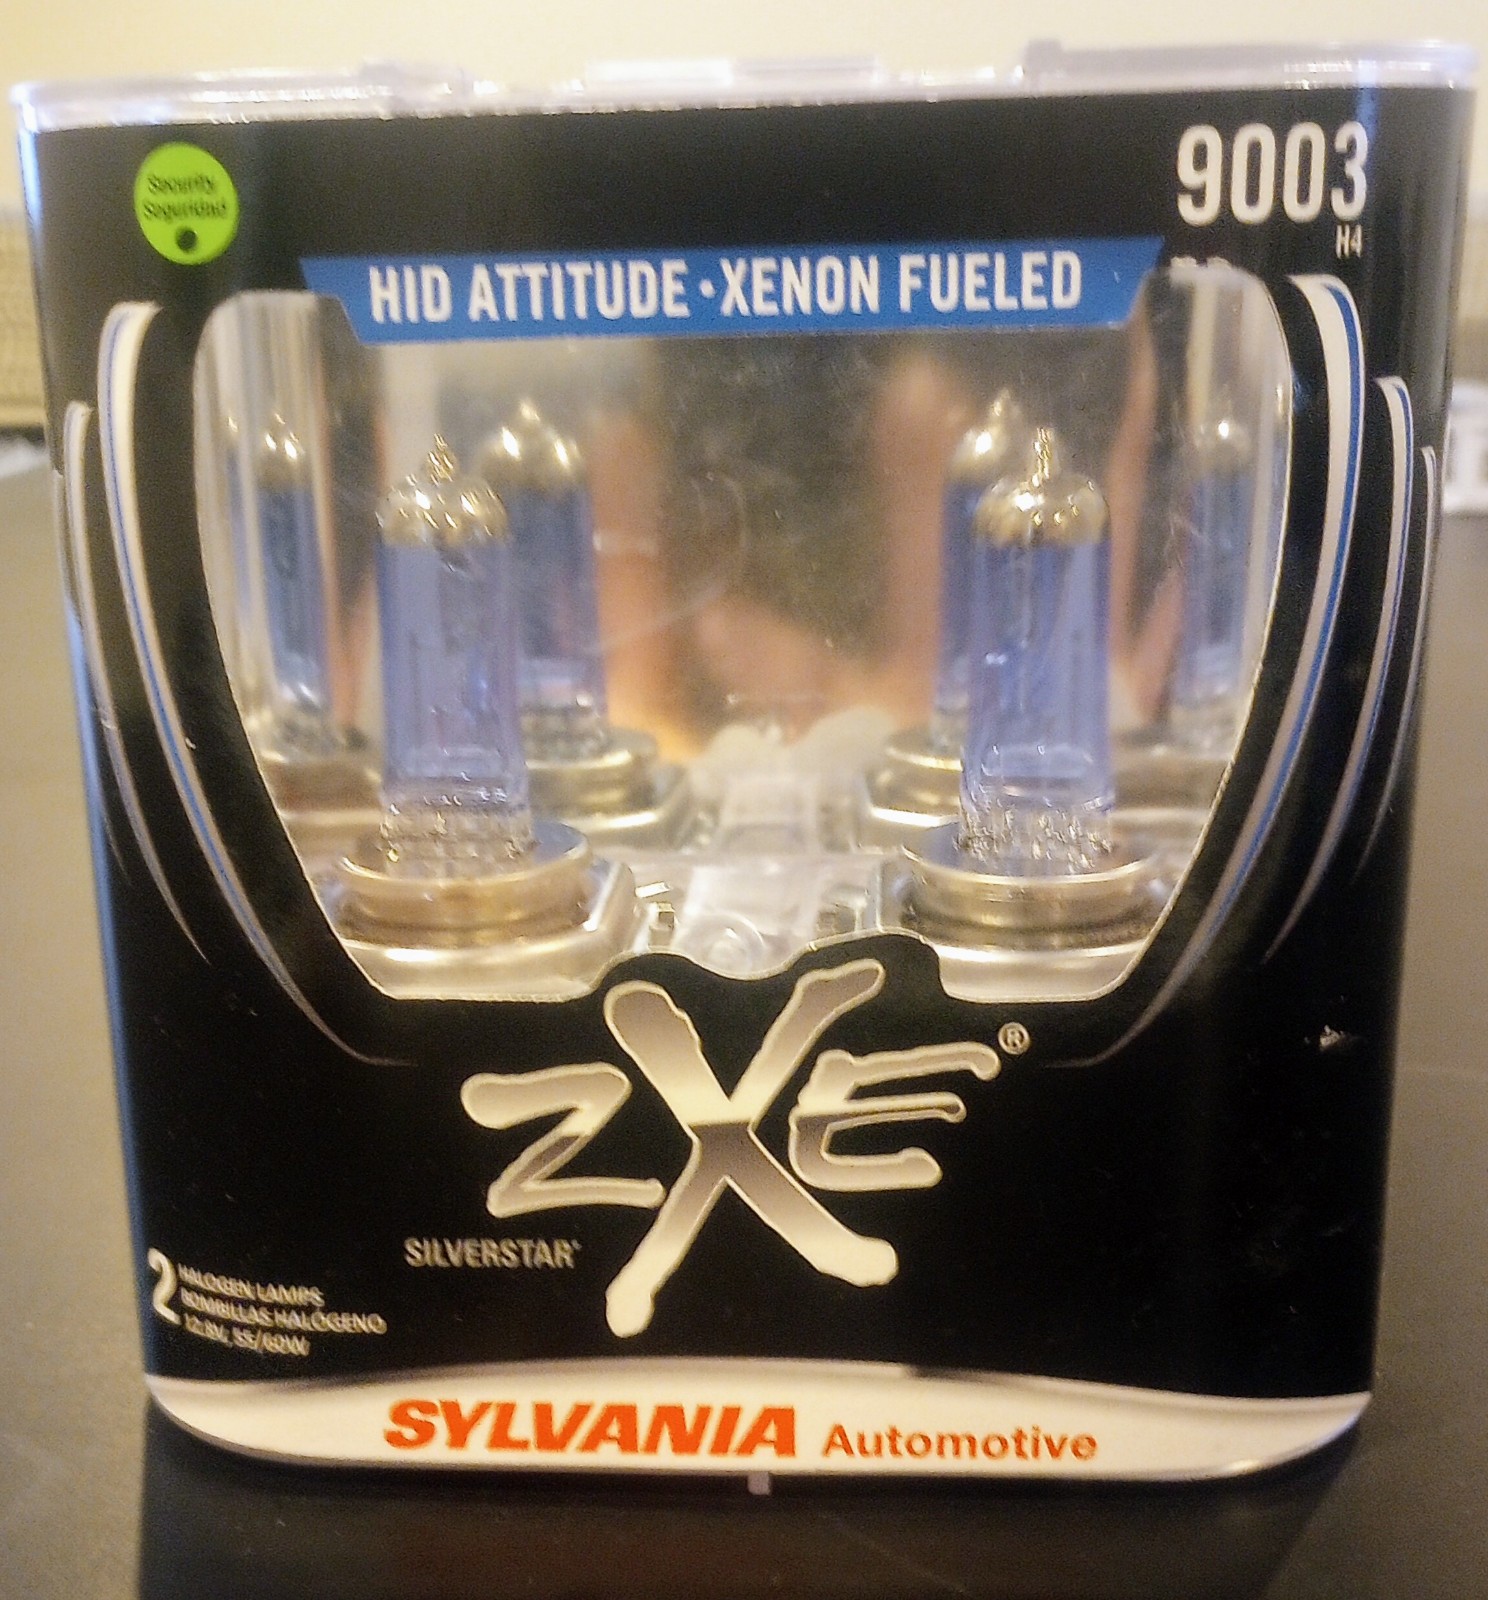 Security
Seguridad
9003
H4
HID ATTITUDE·XENON FUELED
zXe®
SILVERSTAR
2
HALOGEN LAMPS
BOMBILLAS HALÓGENO
12.8V, 55/60W
SYLVANIA Automotive